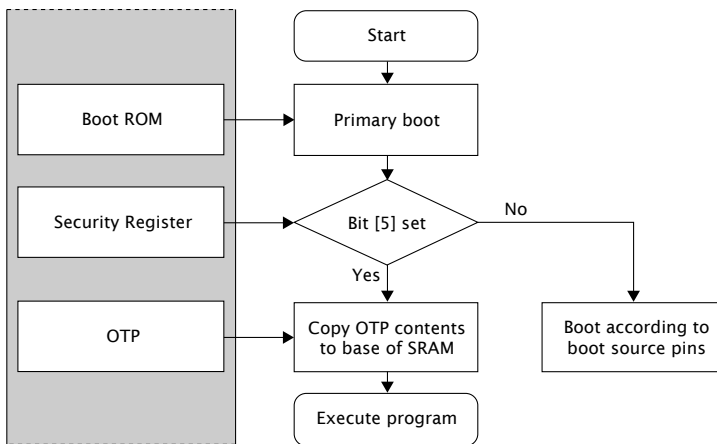 Start
Boot ROM
Primary boot
Security Register
Bit [5] set
No
Yes
OTP
Copy OTP contents
to base of SRAM
Boot according to
boot source pins
Execute program